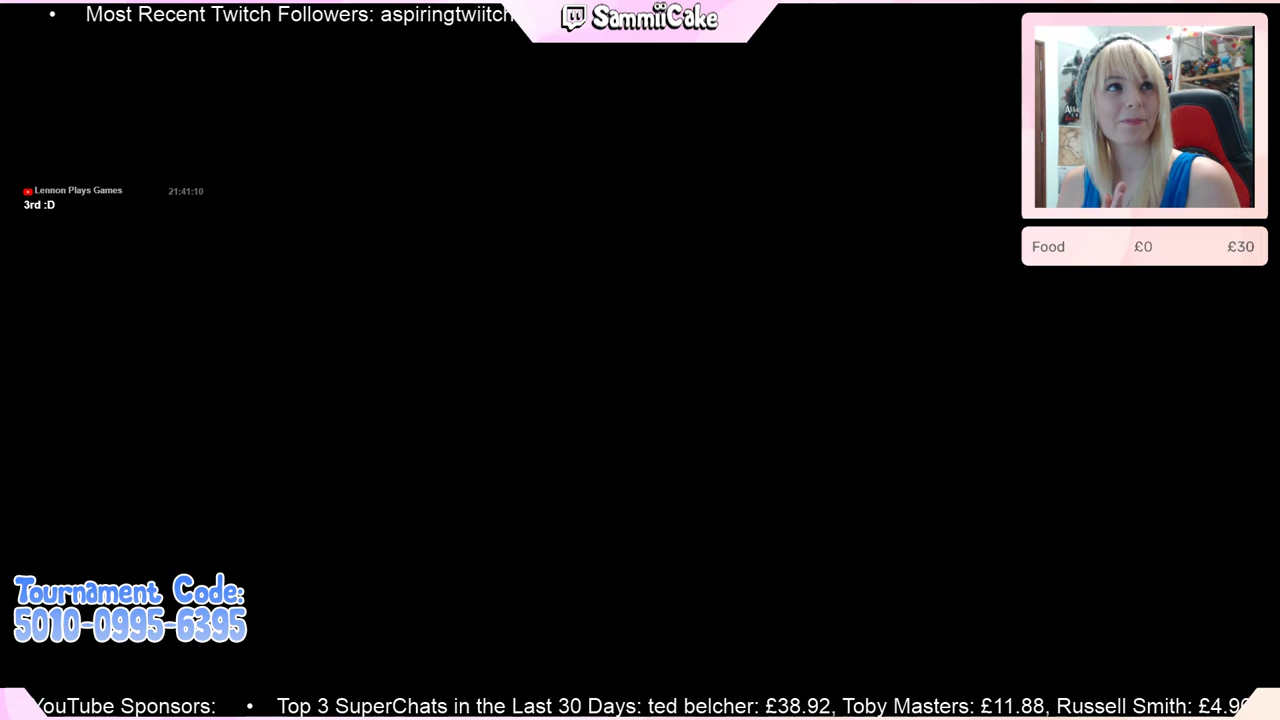 • Most Recent Twitch Followers: aspiringtwiitch
SammiiCake
Lennon Plays Games 21:41:10
3rd :D
Food £0 £30
Tournament Code:
5010-0995-6395
YouTube Sponsors: • Top 3 SuperChats in the Last 30 Days: ted belcher: £38.92, Toby Masters: £11.88, Russell Smith: £4.90